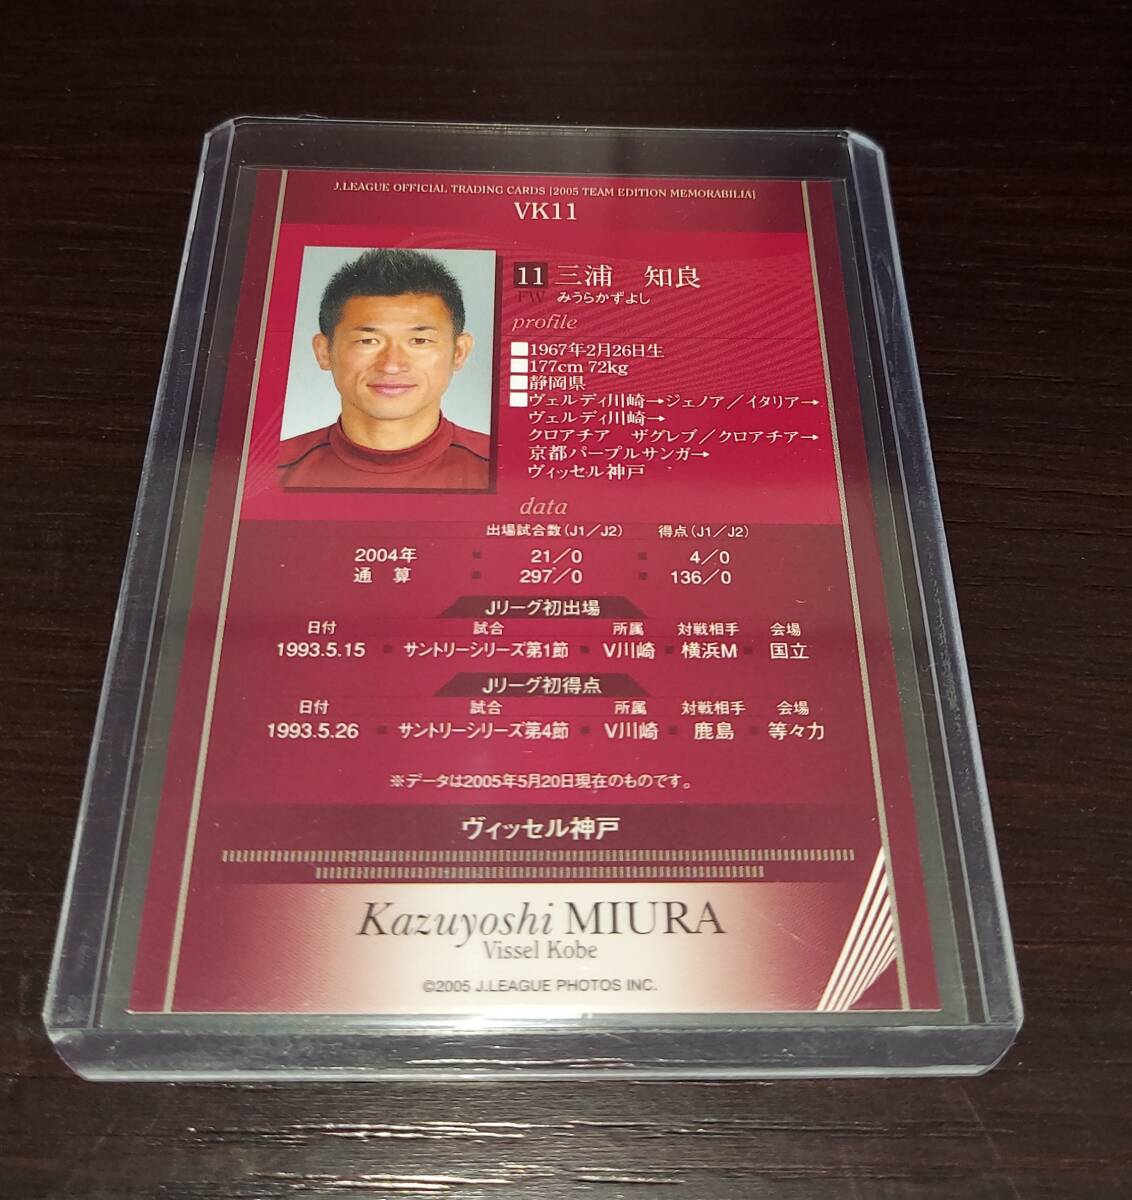 J.LEAGUE OFFICIAL TRADING CARDS [2005 TEAM EDITION MEMORABILIA]
VK11
11 三浦 知良
FW みうらかずよし
profile
1967年2月26日生
177cm 72kg
静岡県
ヴェルディ川崎→ジェノア／イタリア→
ヴェルディ川崎→
クロアチア ザグレブ／クロアチア→
京都パープルサンガ→
ヴィッセル神戸
data
出場試合数(J1／J2) 得点(J1／J2)
2004年 ■ 21／0 ■ 4／0
通算 ■ 297／0 ■ 136／0
Jリーグ初出場
日付 試合 所属 対戦相手 会場
1993.5.15 ■ サントリーシリーズ第1節 ■ V川崎 ■ 横浜M ■ 国立
Jリーグ初得点
日付 試合 所属 対戦相手 会場
1993.5.26 ■ サントリーシリーズ第4節 ■ V川崎 ■ 鹿島 ■ 等々力
※データは2005年5月20日現在のものです。
ヴィッセル神戸
Kazuyoshi MIURA
Vissel Kobe
©2005 J.LEAGUE PHOTOS INC.